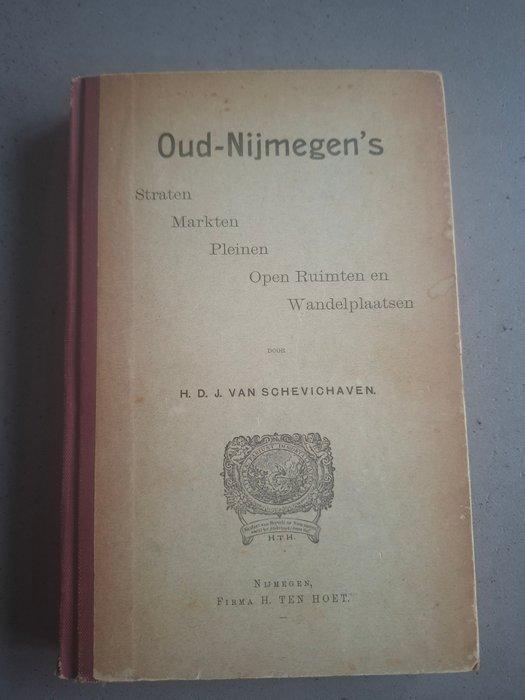 Oud-Nijmegen's
Straten
Markten
Pleinen
Open Ruimten en
Wandelplaatsen
DOOR
H. D. J. VAN SCHEVICHAVEN.
H.T.H.
NIJMEGEN,
FIRMA H. TEN HOET.